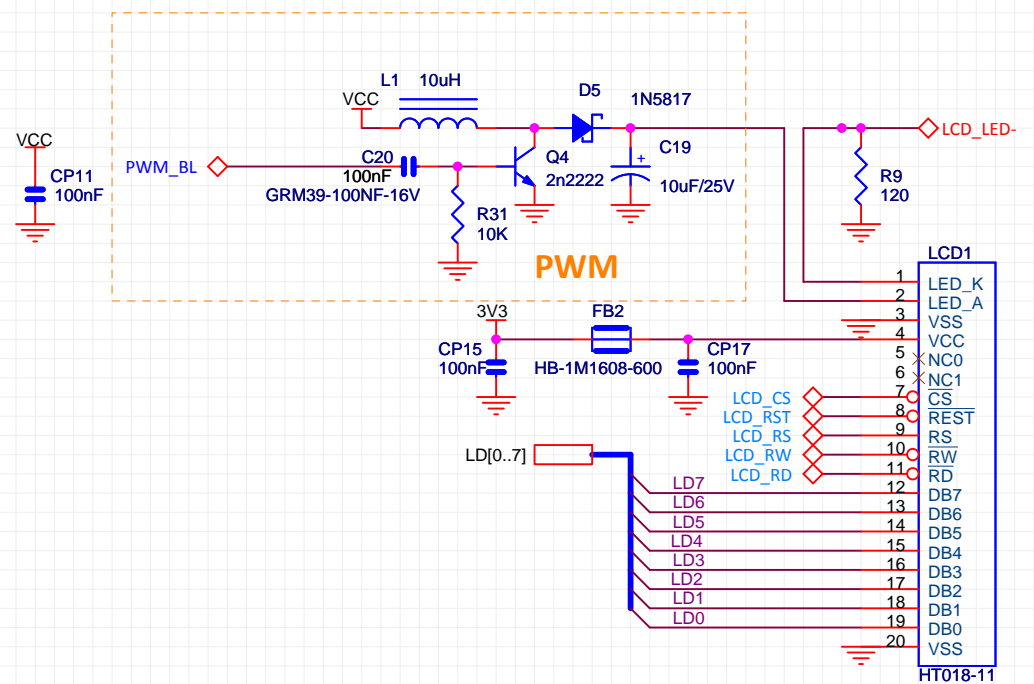 L1 10uH
D5
1N5817
VCC
VCC
LCD_LED-
PWM_BL
C20
100nF
GRM39-100NF-16V
Q4
2n2222
C19
10uF/25V
CP11
100nF
R9
120
R31
10K
PWM
LCD1
1 LED_K
2 LED_A
3 VSS
4 VCC
5 NC0
6 NC1
7 CS
8 REST
9 RS
10 RW
11 RD
12 DB7
13 DB6
14 DB5
15 DB4
16 DB3
17 DB2
18 DB1
19 DB0
20 VSS
HT018-11
3V3
FB2
CP15
100nF
HB-1M1608-600
CP17
100nF
LCD_CS
LCD_RST
LCD_RS
LCD_RW
LCD_RD
LD[0..7]
LD7
LD6
LD5
LD4
LD3
LD2
LD1
LD0